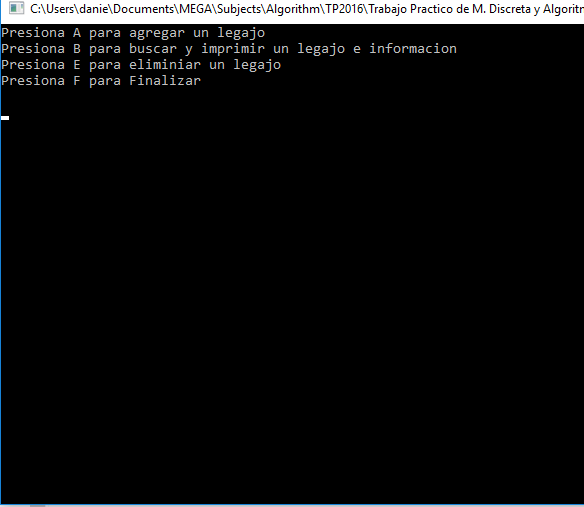 C:\Users\danie\Documents\MEGA\Subjects\Algorithm\TP2016\Trabajo Practico de M. Discreta y Algoritm
Presiona A para agregar un legajo
Presiona B para buscar y imprimir un legajo e informacion
Presiona E para eliminiar un legajo
Presiona F para Finalizar